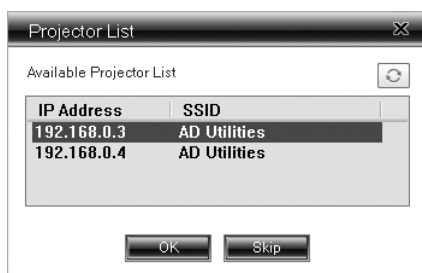 Projector List
Available Projector List
IP Address SSID
192.168.0.3 AD Utilities
192.168.0.4 AD Utilities
OK Skip